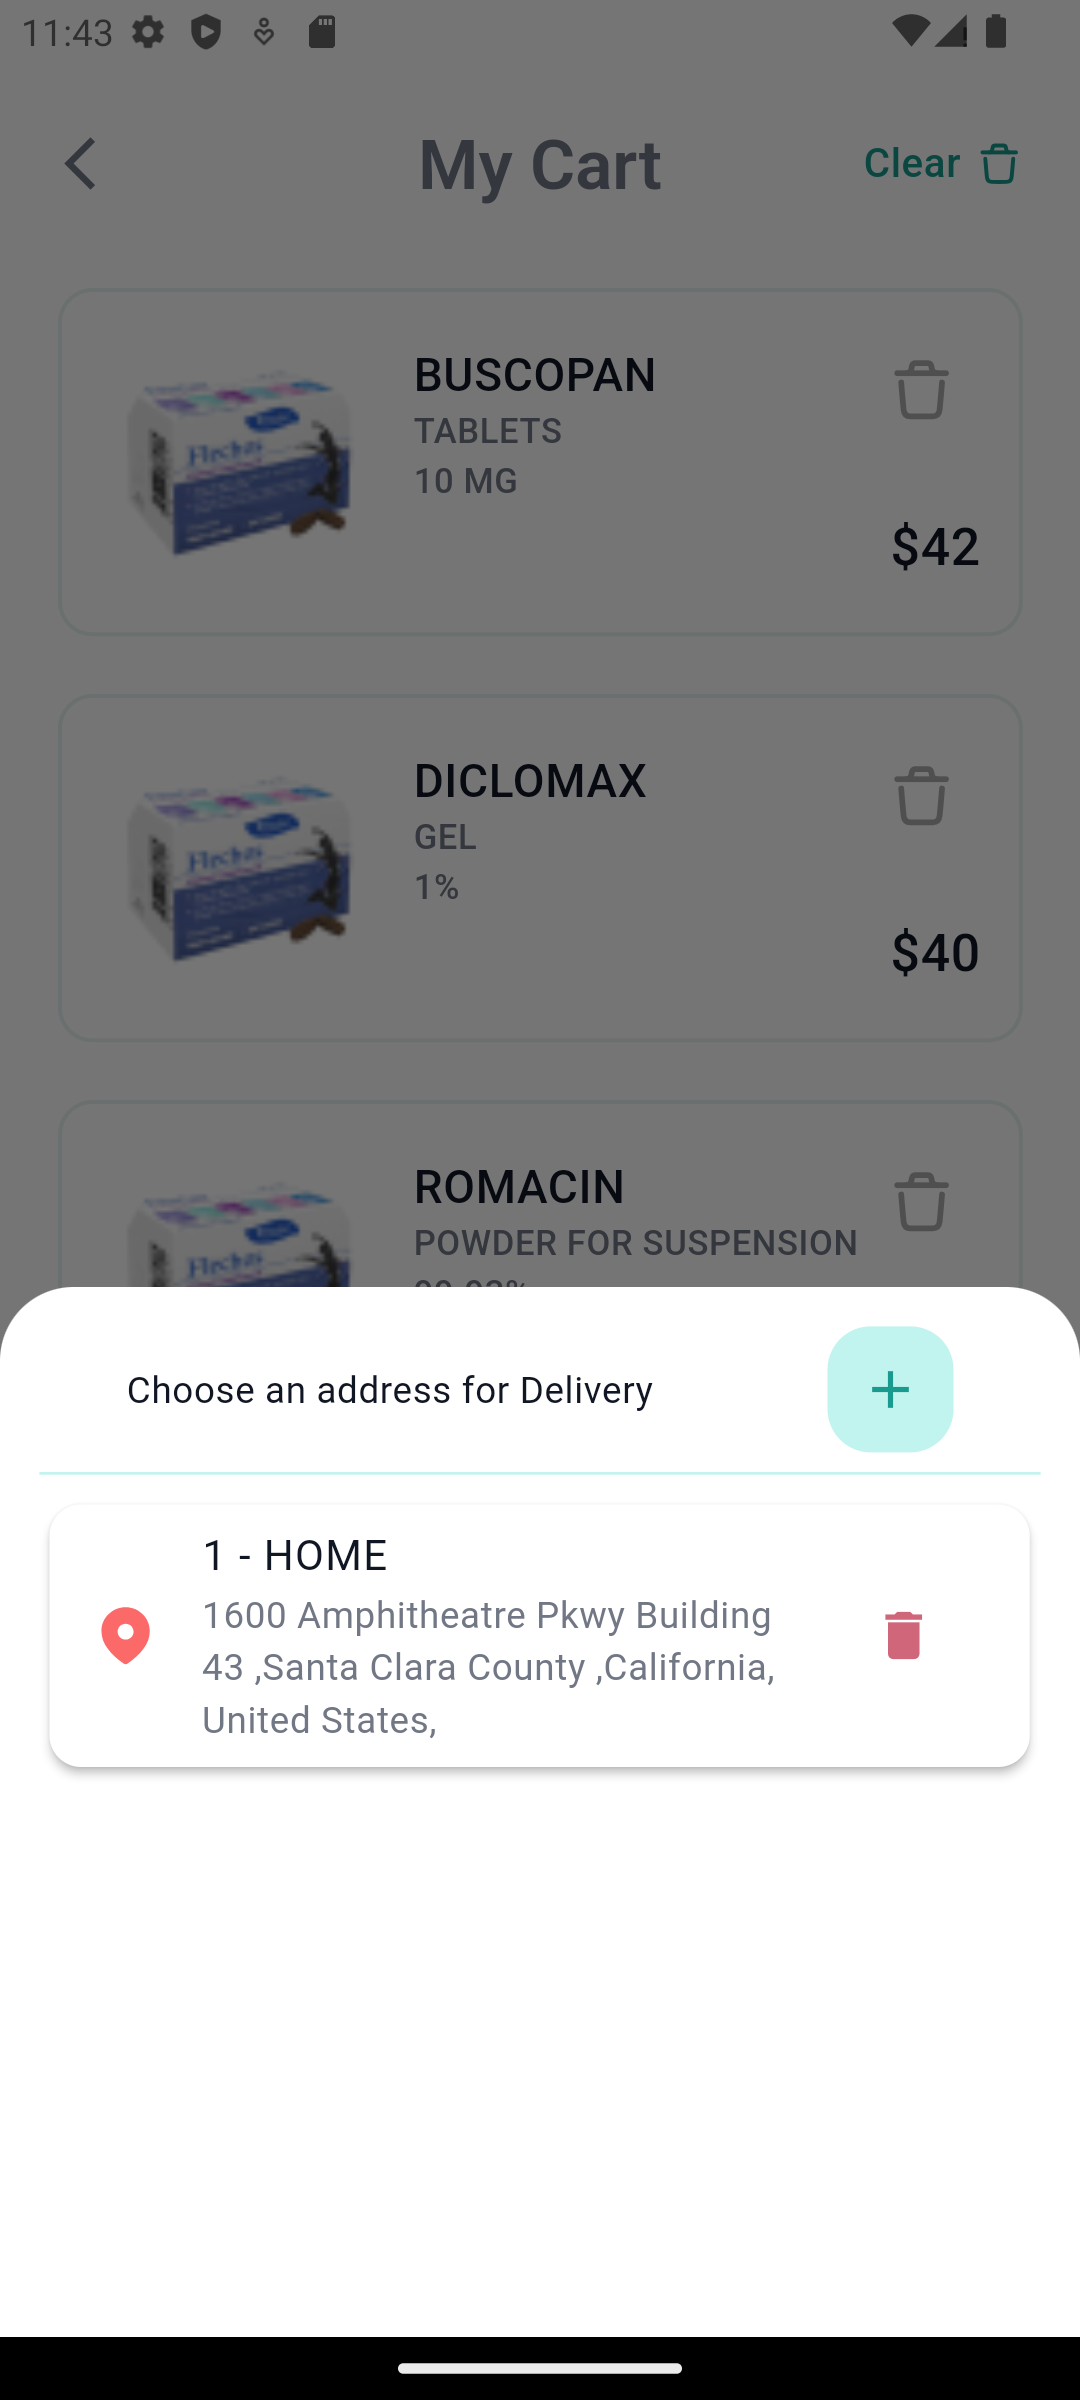 11:43
My Cart
Clear
BUSCOPAN
TABLETS
10 MG
$42
DICLOMAX
GEL
1%
$40
ROMACIN
POWDER FOR SUSPENSION
Choose an address for Delivery
1 - HOME
1600 Amphitheatre Pkwy Building
43 ,Santa Clara County ,California,
United States,